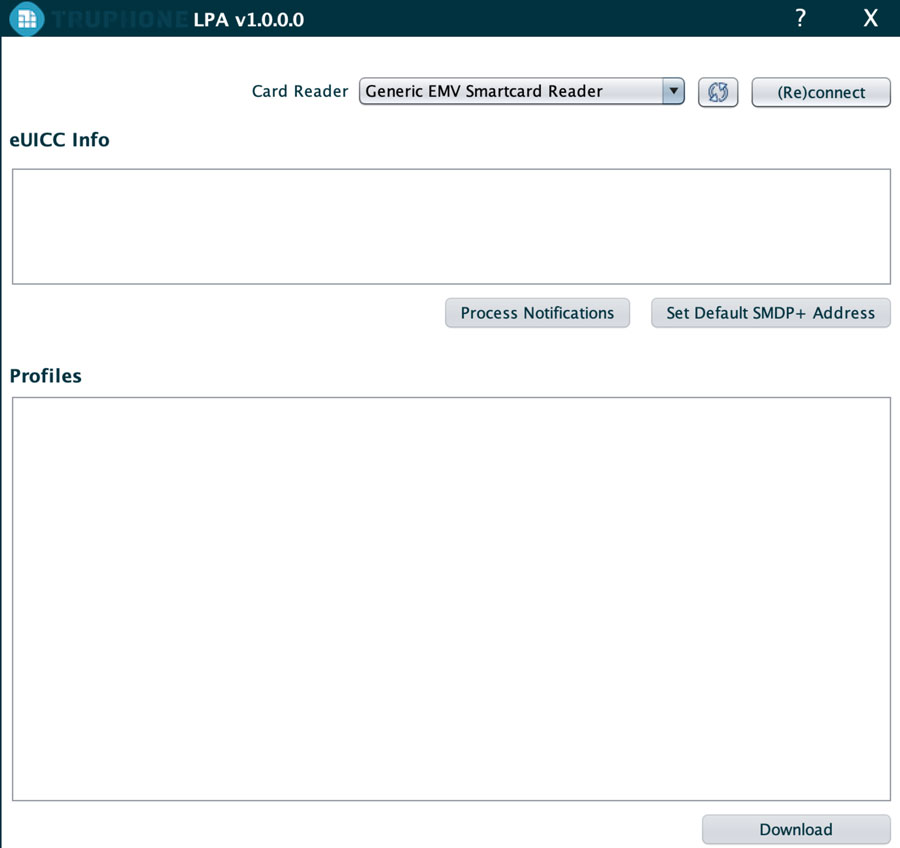 TRUPHONE LPA v1.0.0.0 ? X
Card Reader Generic EMV Smartcard Reader (Re)connect
eUICC Info
Process Notifications Set Default SMDP+ Address
Profiles
Download